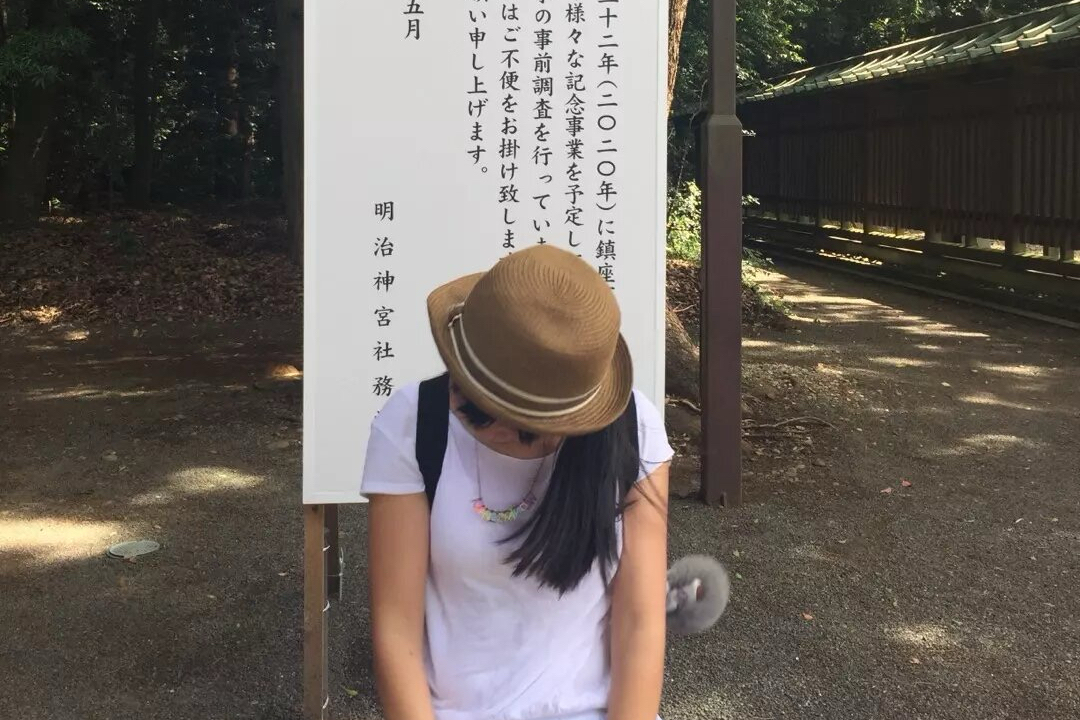 十二年(二〇二〇年)に鎮座
様々な記念事業を予定し
の事前調査を行ってい
はご不便をお掛け致しま
い申し上げます。
五月
明治神宮社務